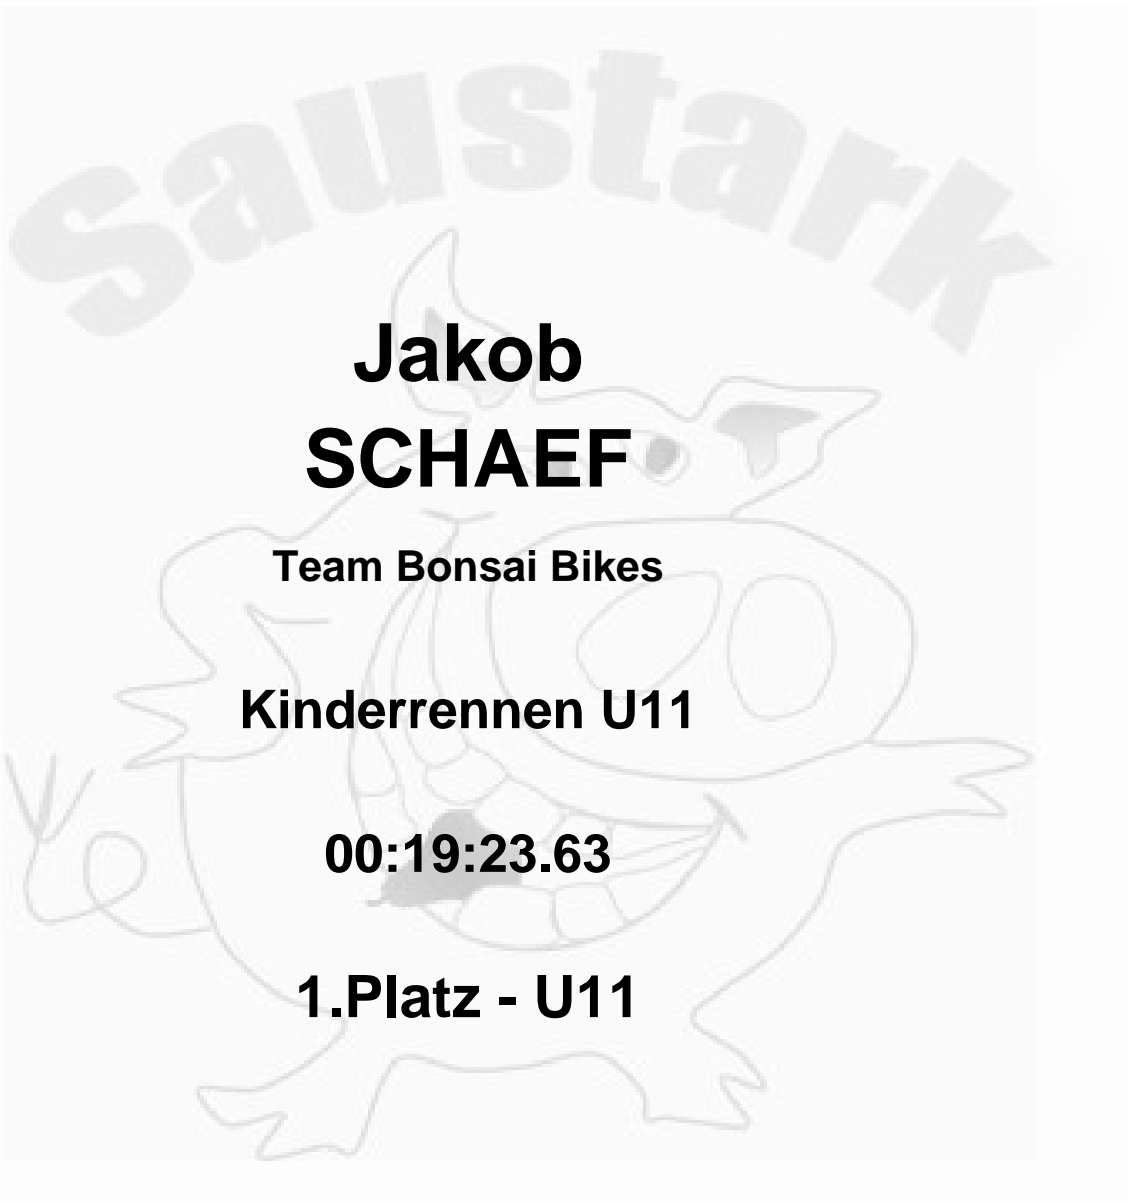 Saustark
Jakob
SCHAEF
Team Bonsai Bikes
Kinderrennen U11
00:19:23.63
1.Platz - U11